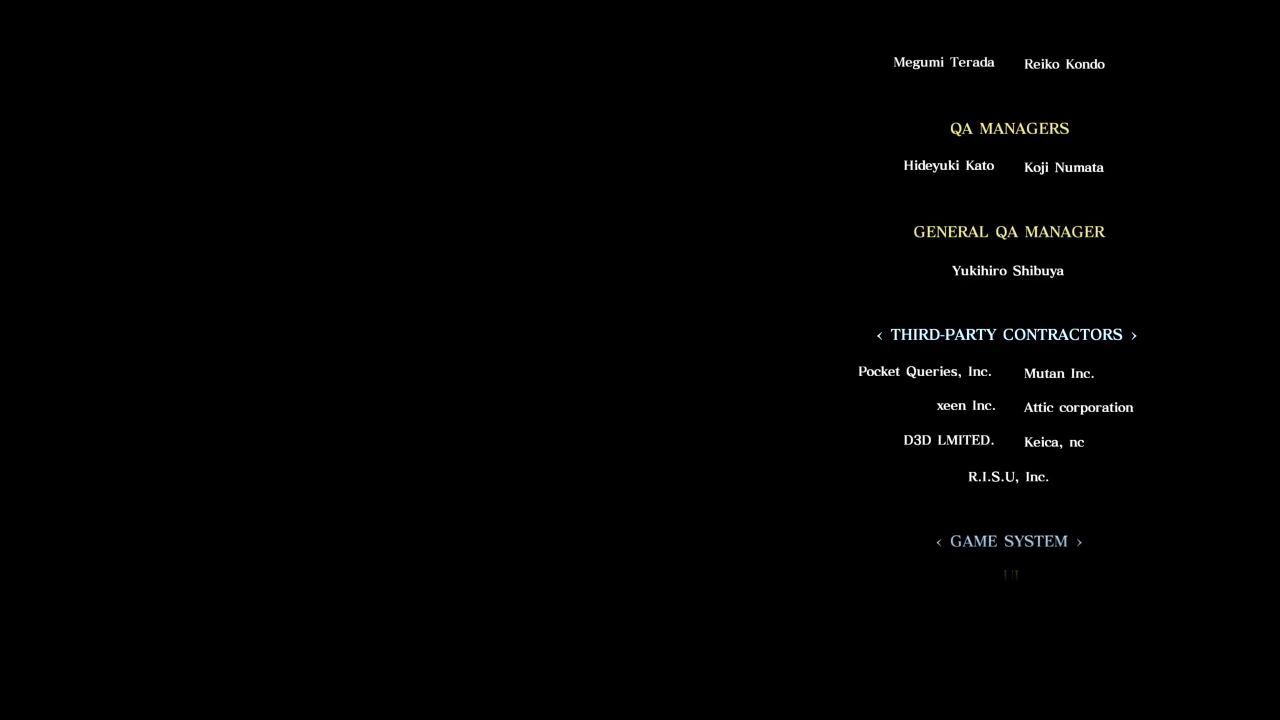 Megumi Terada Reiko Kondo
QA MANAGERS
Hideyuki Kato Koji Numata
GENERAL QA MANAGER
Yukihiro Shibuya
‹ THIRD-PARTY CONTRACTORS ›
Pocket Queries, Inc. Mutan Inc.
xeen Inc. Attic corporation
D3D LMITED. Keica, nc
R.I.S.U, Inc.
‹ GAME SYSTEM ›